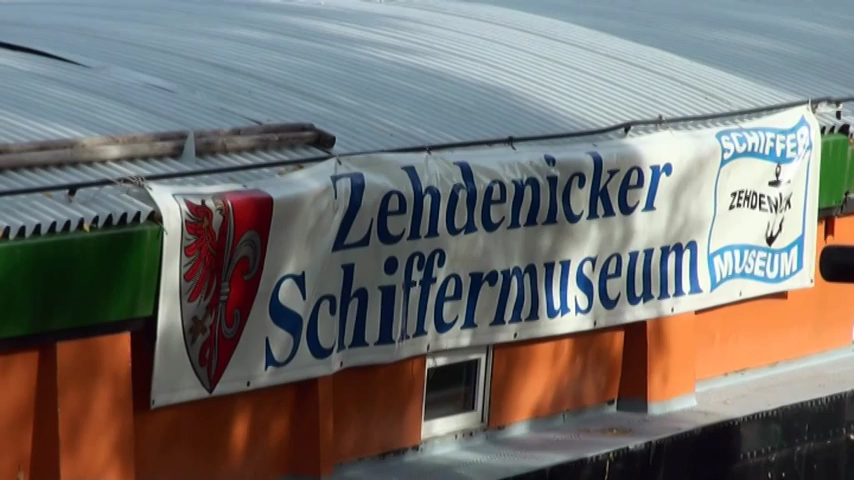 Zehdenicker
Schiffermuseum
SCHIFFER
ZEHDENICK
MUSEUM